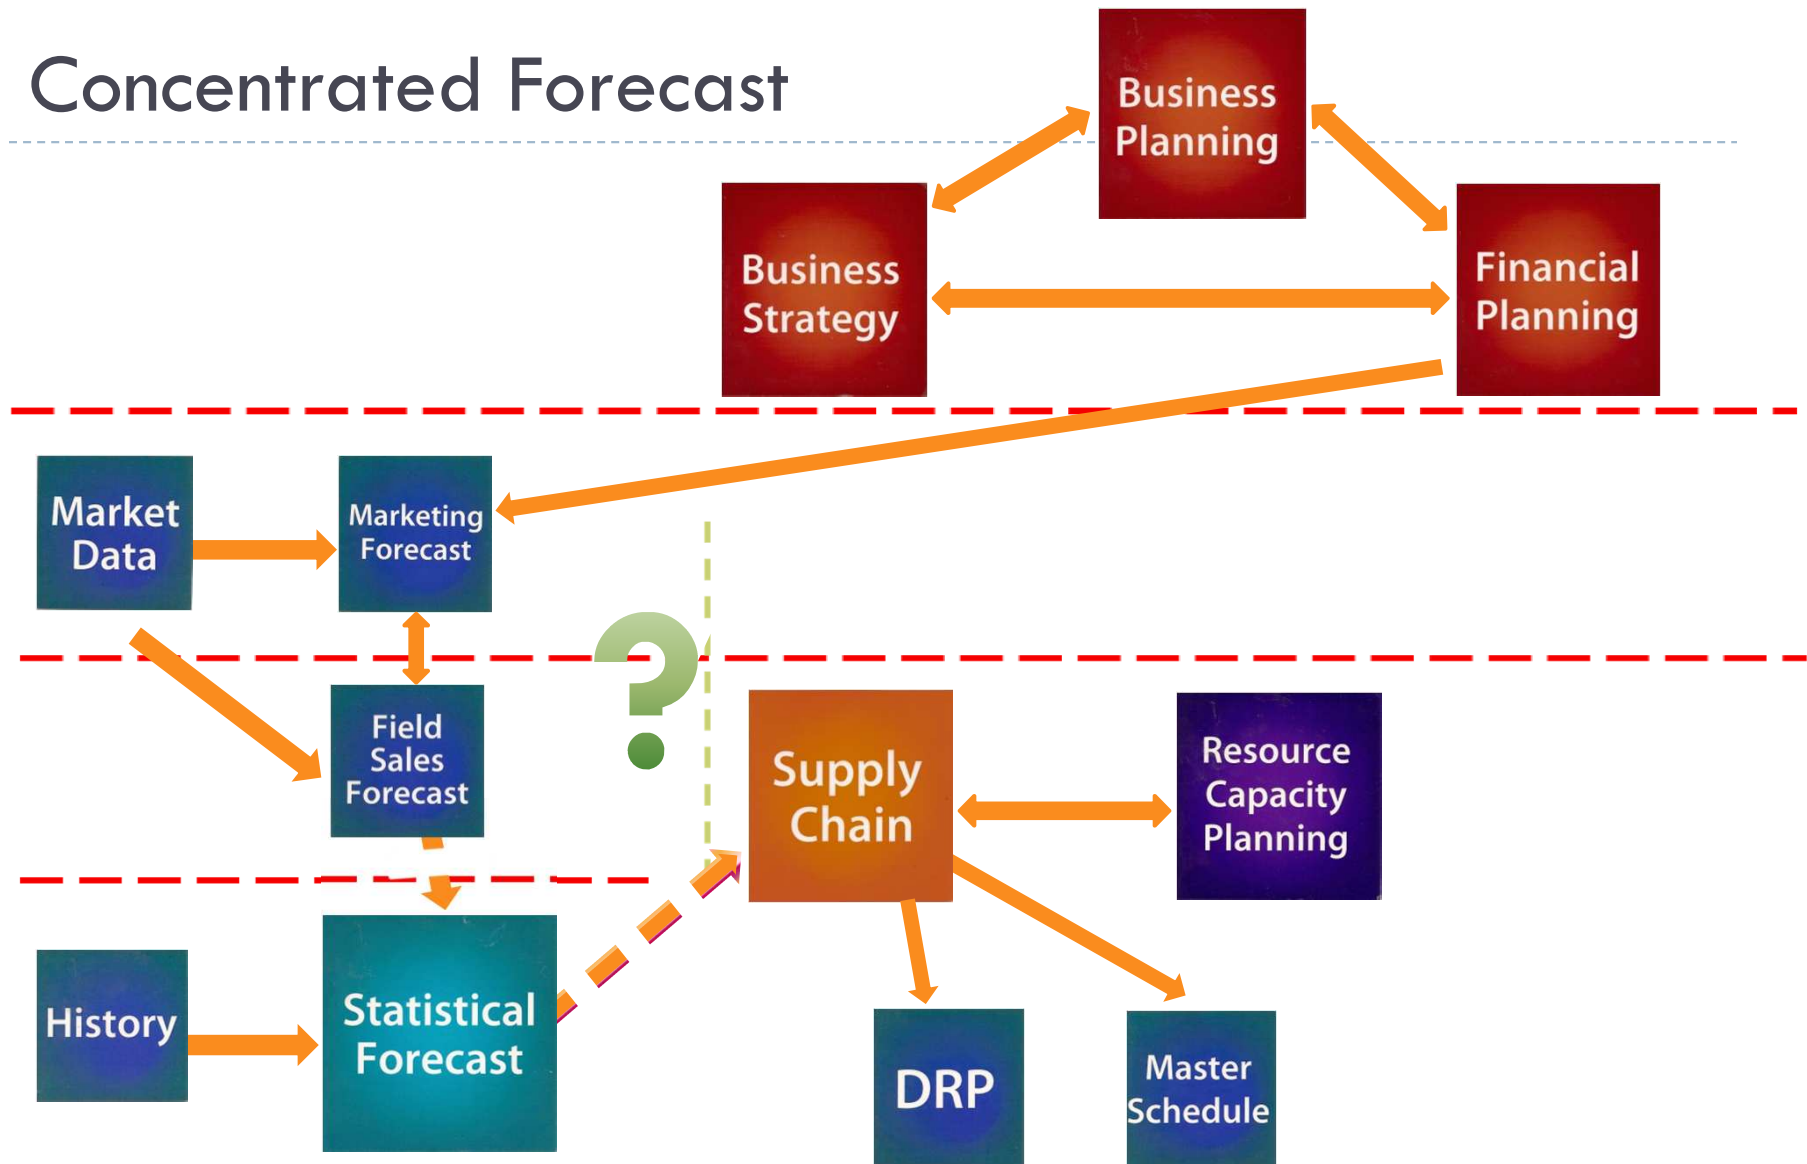 Concentrated Forecast
Business
Planning
Business
Strategy
Financial
Planning
Market
Data
Marketing
Forecast
?
Field
Sales
Forecast
Supply
Chain
Resource
Capacity
Planning
History
Statistical
Forecast
DRP
Master
Schedule